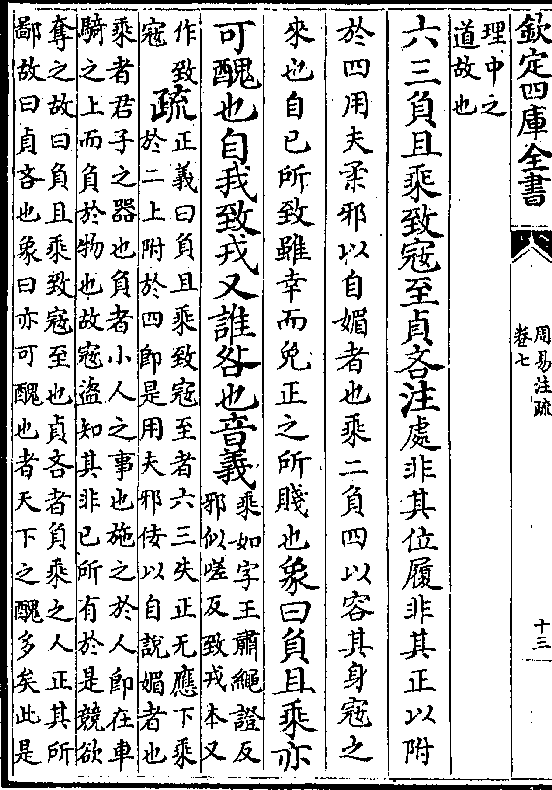 欽定四庫全書
周易注疏
卷七
十三
理中之
道故也
六三負且乘致寇至貞吝注處非其位履非其正以附
於四用夫柔邪以自媚者也乘二負四以容其身寇之
來也自己所致雖幸而免正之所賤也象曰負且乘亦
可醜也自我致戎又誰咎也音義
乘如字王肅繩證反
邪似嗟反致戎本又
作致
寇
疏
正義曰負且乘致寇至者六三失正无應下乘
於二上附於四即是用夫邪佞以自說媚者也
乘者君子之器也負者小人之事也施之於人即在車
騎之上而負於物也故寇盜知其非己所有於是競欲
奪之故曰負且乘致寇至也貞吝者負乘之人正其所
鄙故曰貞吝也象曰亦可醜也者天下之醜多矣此是